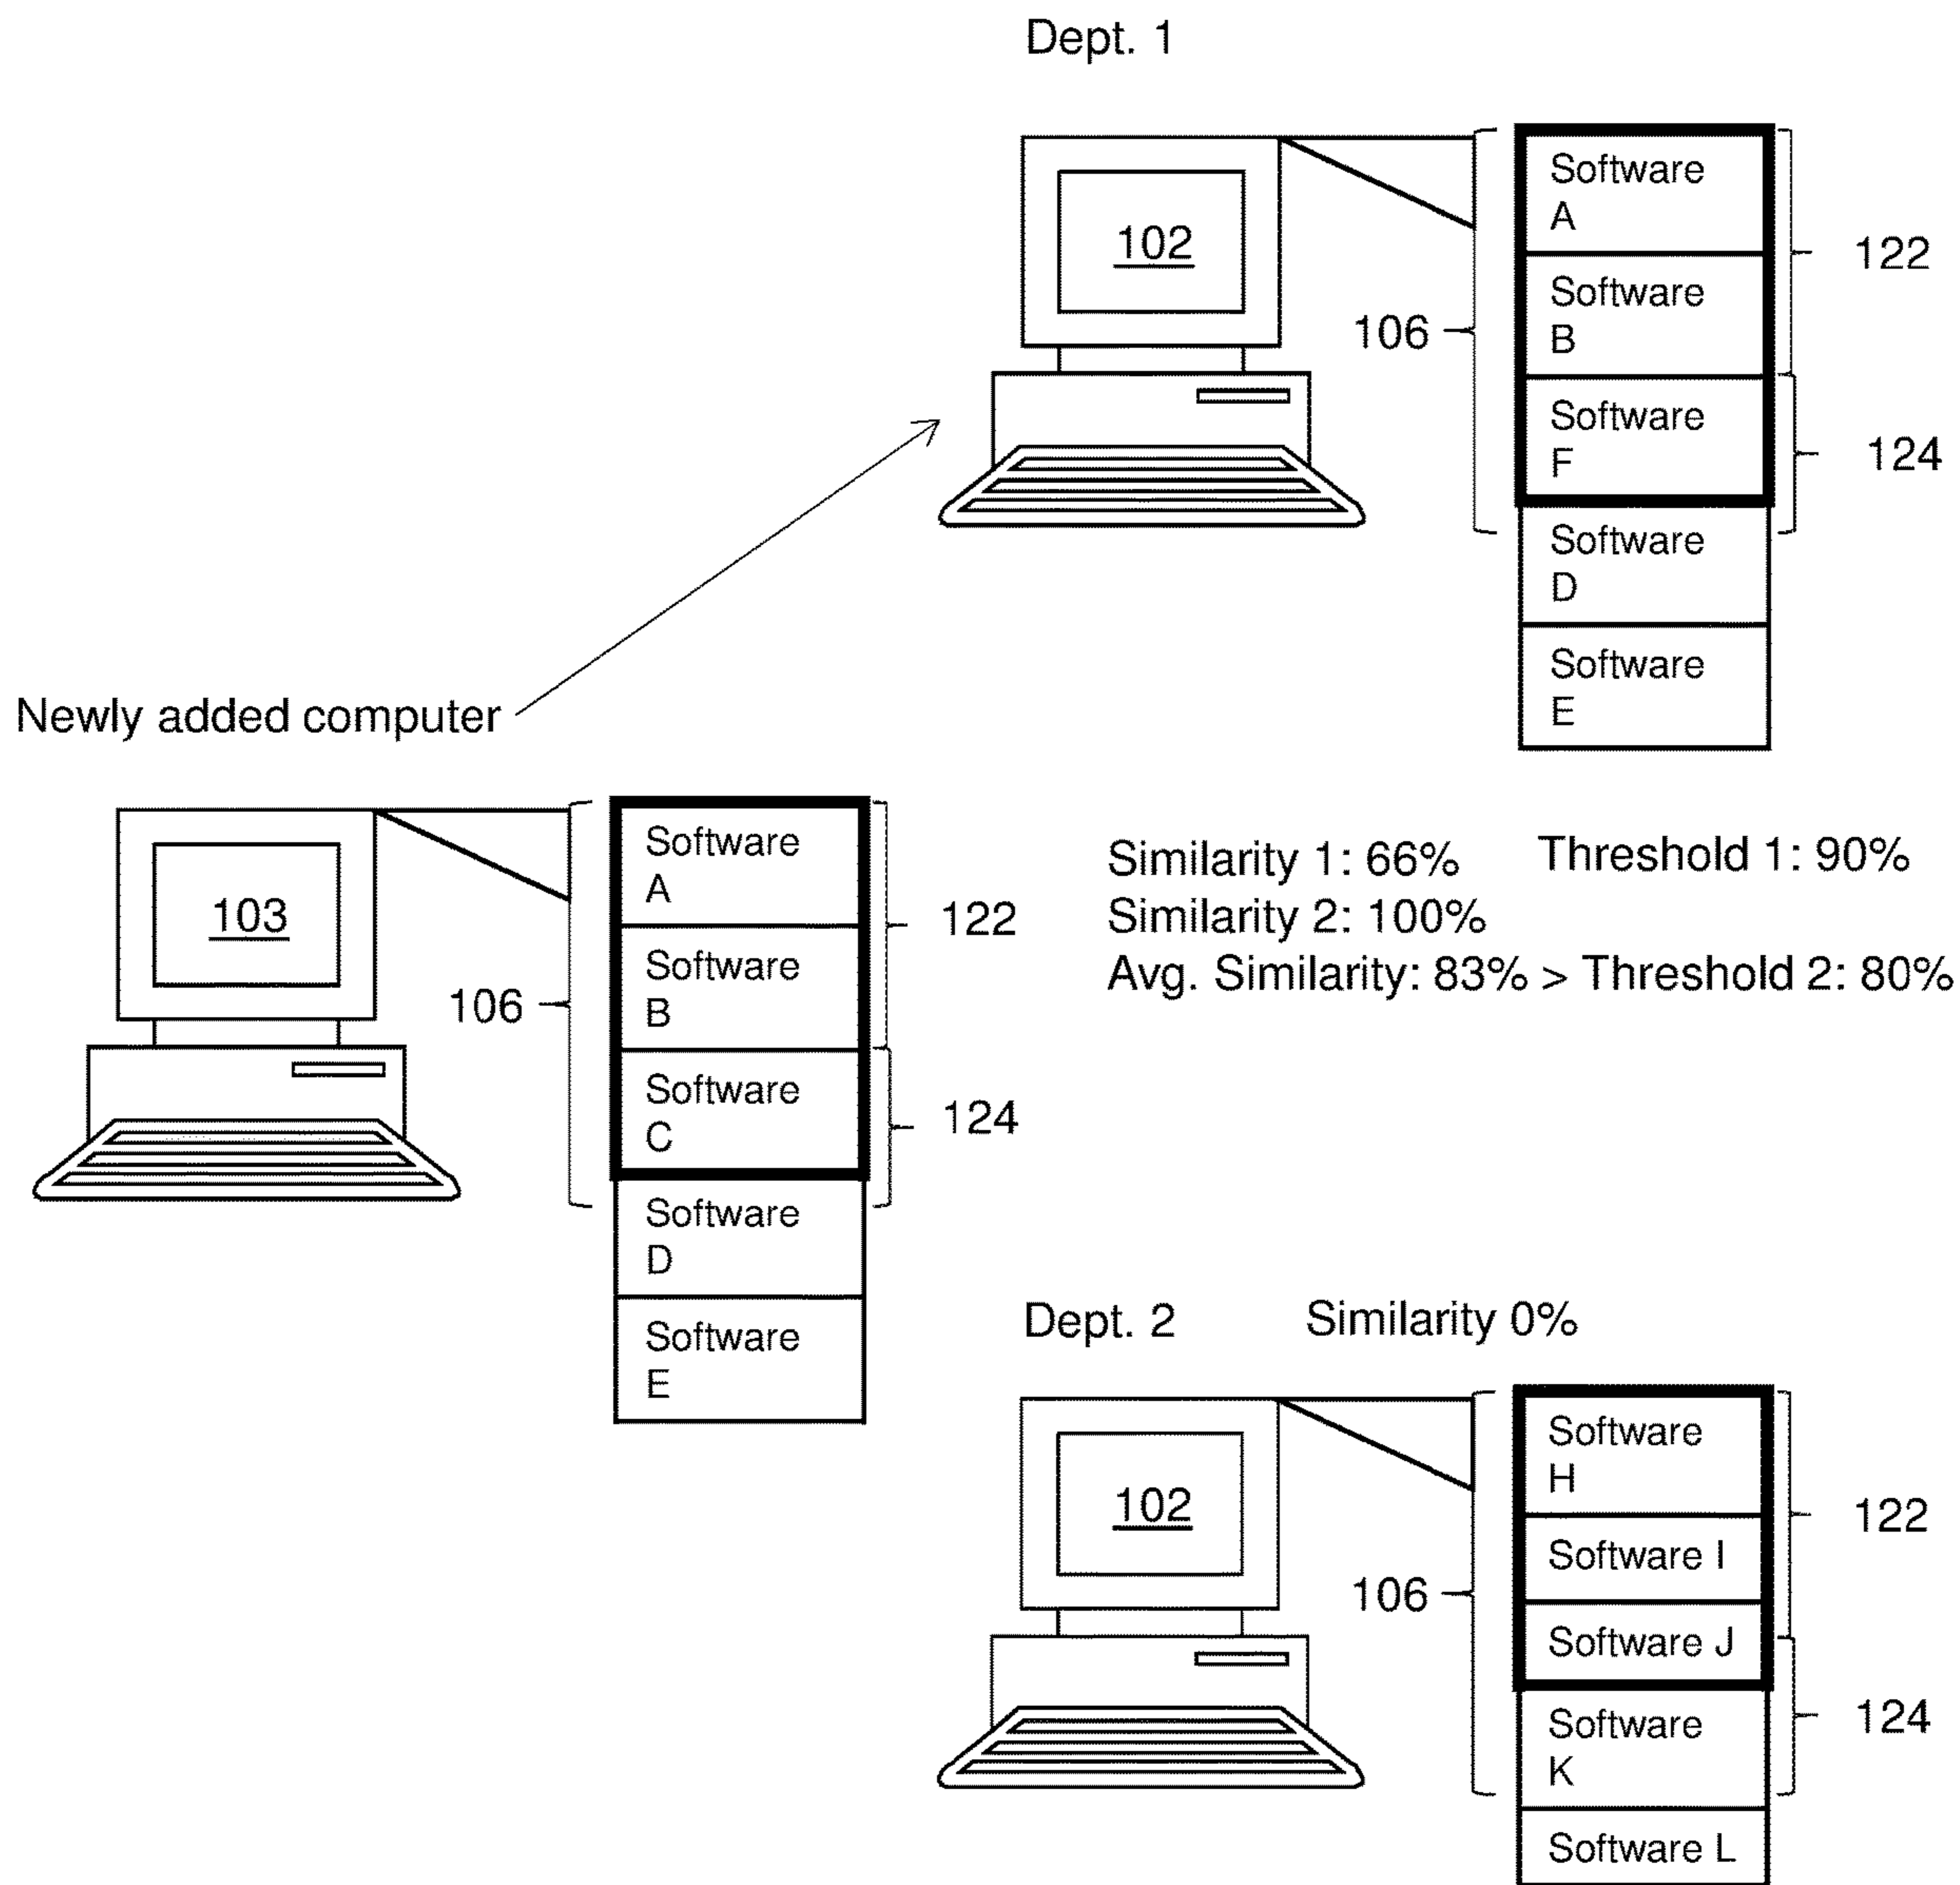 Dept. 1
102
106
Software
A
Software
B
Software
F
Software
D
Software
E
122
124
Newly added computer
103
106
Software
A
Software
B
Software
C
Software
D
Software
E
122
124
Similarity 1: 66% Threshold 1: 90%
Similarity 2: 100%
Avg. Similarity: 83% > Threshold 2: 80%
Dept. 2 Similarity 0%
102
106
Software
H
Software I
Software J
Software
K
Software L
122
124